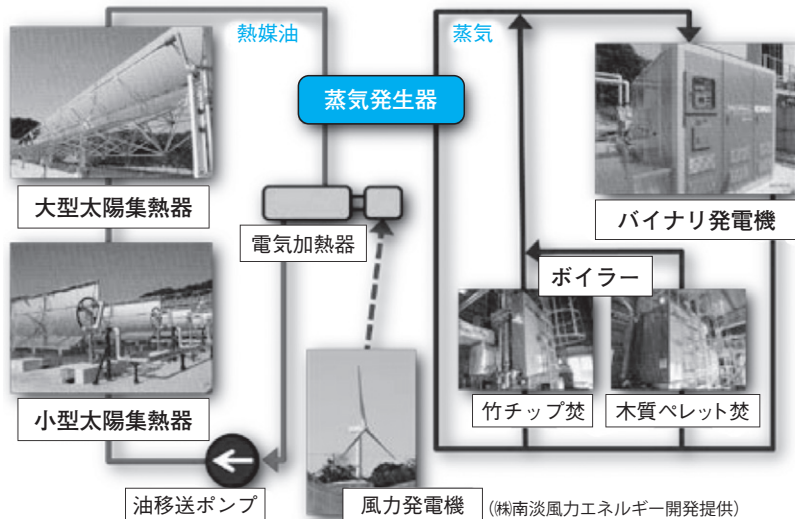 熱媒油
蒸気
蒸気発生器
大型太陽集熱器
バイナリ発電機
電気加熱器
ボイラー
小型太陽集熱器
竹チップ焚
木質ペレット焚
油移送ポンプ
風力発電機
(㈱南淡風力エネルギー開発提供)